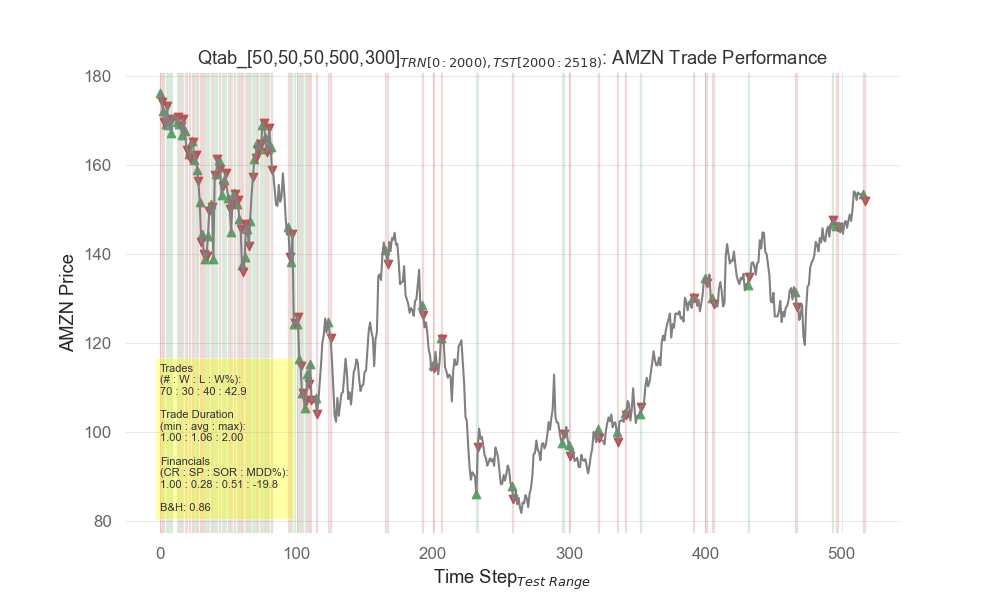 Qtab_[50,50,50,500,300]TRN[0:2000),TST[2000:2518): AMZN Trade Performance
180
160
140
120
100
80
AMZN Price
Trades
(# : W : L : W%):
70 : 30 : 40 : 42.9
Trade Duration
(min : avg : max):
1.00 : 1.06 : 2.00
Financials
(CR : SP : SOR : MDD%):
1.00 : 0.28 : 0.51 : -19.8
B&H: 0.86
0 100 200 300 400 500
Time StepTest Range